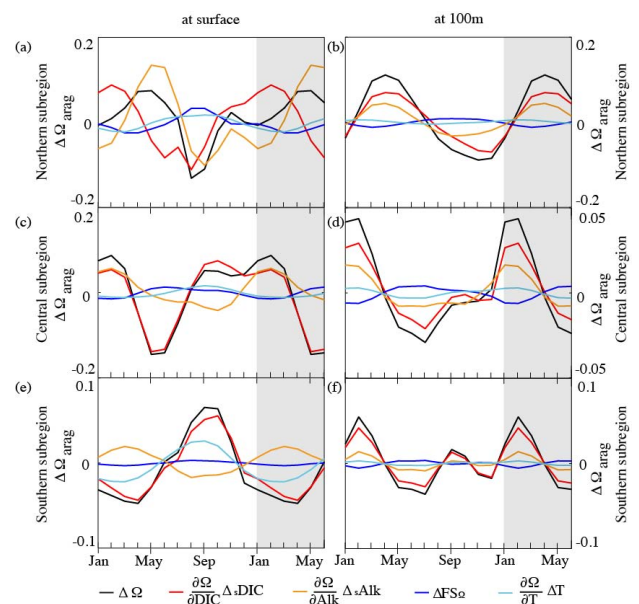 at surface
at 100m
(a)
0.2
0
-0.2
Northern subregion
Δ Ω arag
(b)
0.2
0
-0.2
Northern subregion
Δ Ω arag
(c)
0.2
0
0.2
Central subregion
Δ Ω arag
(d)
0.05
0
0.05
Central subregion
Δ Ω arag
(e)
0.1
0
-0.1
Southern subregion
Δ Ω arag
(f)
0.1
0
-0.1
Southern subregion
Δ Ω arag
Jan May Sep Jan May
Jan May Sep Jan May
Δ Ω
∂Ω/∂DIC ΔsDIC
∂Ω/∂Alk ΔsAlk
ΔFSΩ
∂Ω/∂T ΔT